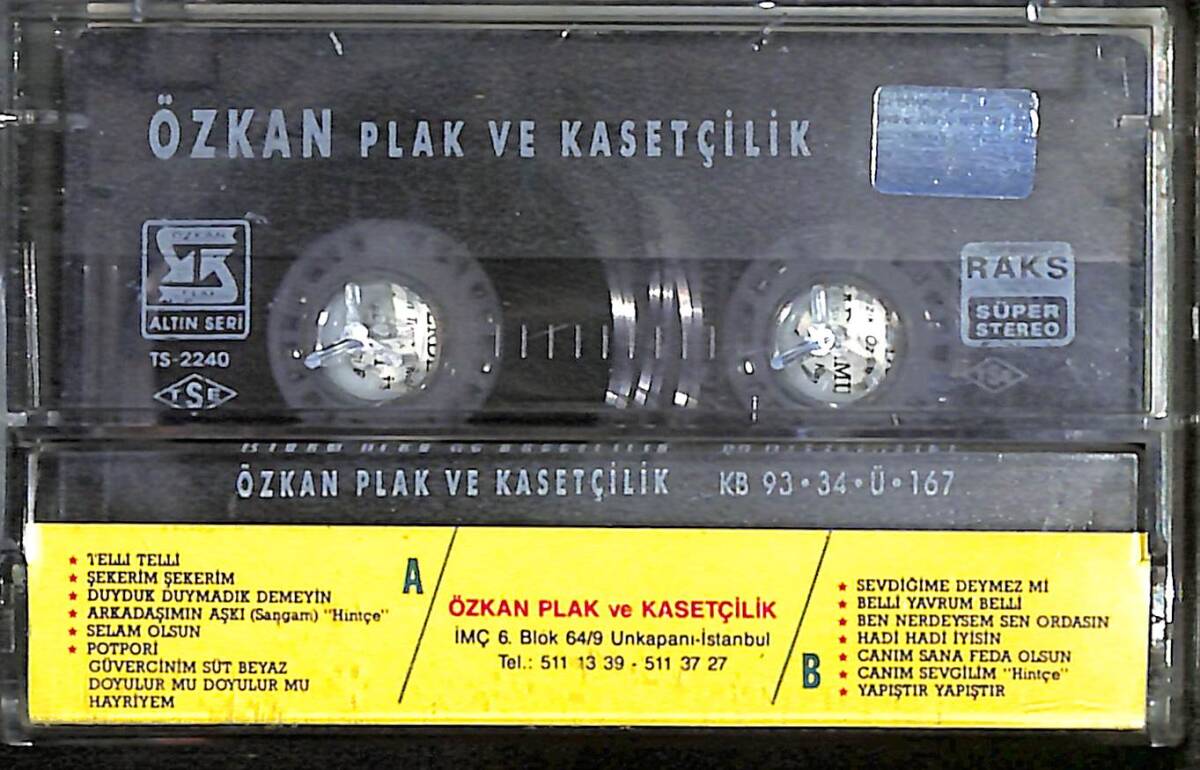 ÖZKAN PLAK VE KASETÇİLİK
ÖZKAN
ALTIN SERİ
TS-2240
TSE
RAKS
SÜPER
STEREO
ÖZKAN PLAK VE KASETÇİLİK KB 93•34•Ü•167
A
★ TELLİ TELLİ
★ ŞEKERİM ŞEKERİM
★ DUYDUK DUYMADIK DEMEYİN
★ ARKADAŞIMIN AŞKI (Sangam) "Hintçe"
★ SELAM OLSUN
★ POTPORİ
GÜVERCİNİM SÜT BEYAZ
DOYULUR MU DOYULUR MU
HAYRİYEM
ÖZKAN PLAK ve KASETÇİLİK
İMÇ 6. Blok 64/9 Unkapanı-İstanbul
Tel.: 511 13 39 - 511 37 27
B
★ SEVDİĞİME DEYMEZ Mİ
★ BELLİ YAVRUM BELLİ
★ BEN NERDEYSEM SEN ORDASIN
★ HADİ HADİ İYİSİN
★ CANIM SANA FEDA OLSUN
★ CANIM SEVGİLİM "Hintçe"
★ YAPIŞTIR YAPIŞTIR